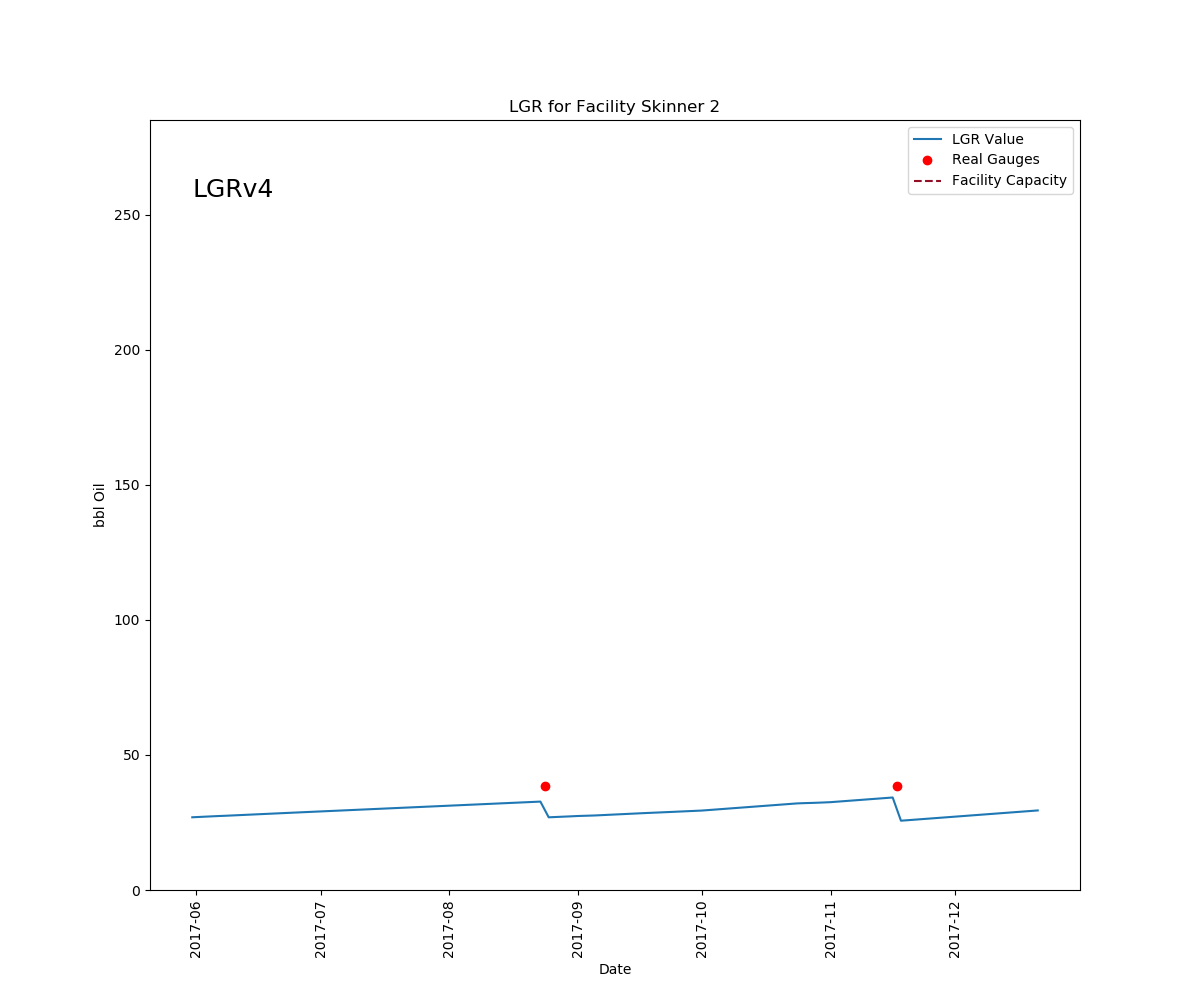 LGR for Facility Skinner 2
LGRv4
LGR Value
Real Gauges
Facility Capacity
bbl Oil
250
200
150
100
50
0
2017-06
2017-07
2017-08
2017-09
2017-10
2017-11
2017-12
Date